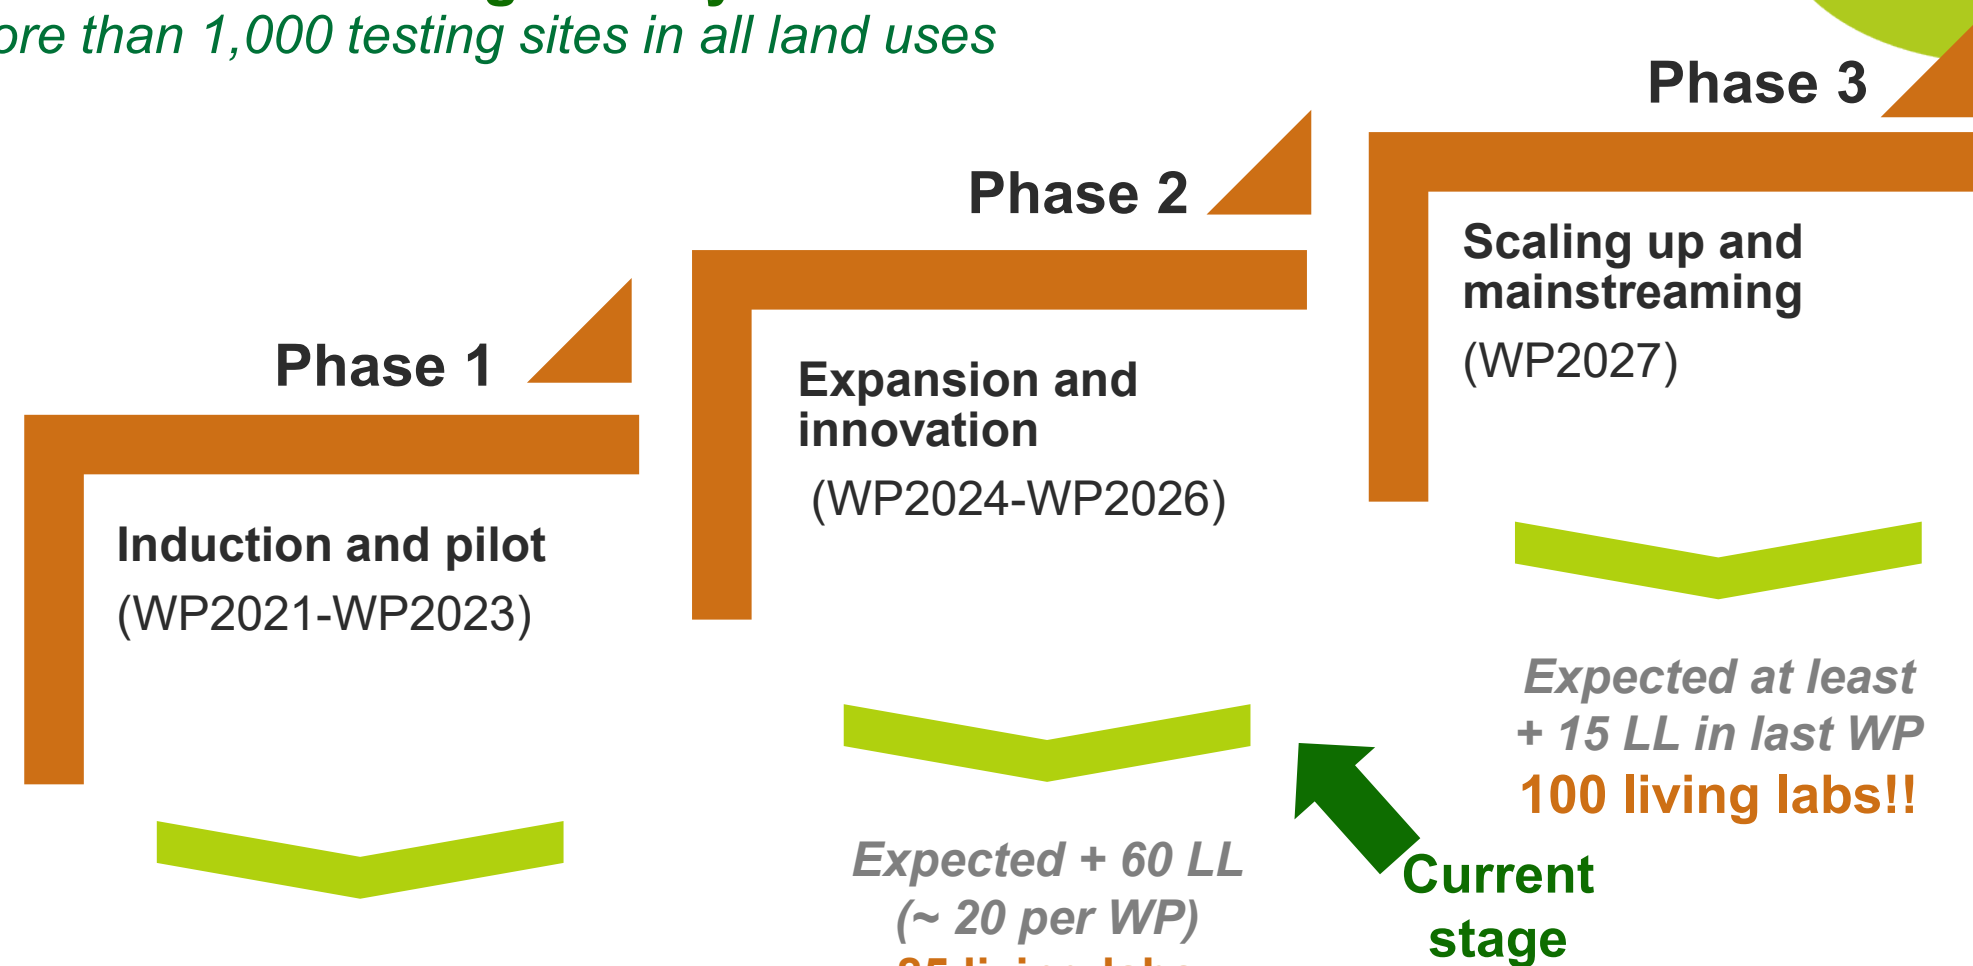 than 1,000 testing sites in all land uses
Phase 3
Phase 2
Scaling up and
mainstreaming
(WP2027)
Phase 1
Expansion and
innovation
(WP2024-WP2026)
Induction and pilot
(WP2021-WP2023)
Expected at least
+ 15 LL in last WP
100 living labs!!
Expected + 60 LL
(~ 20 per WP)
Current
stage